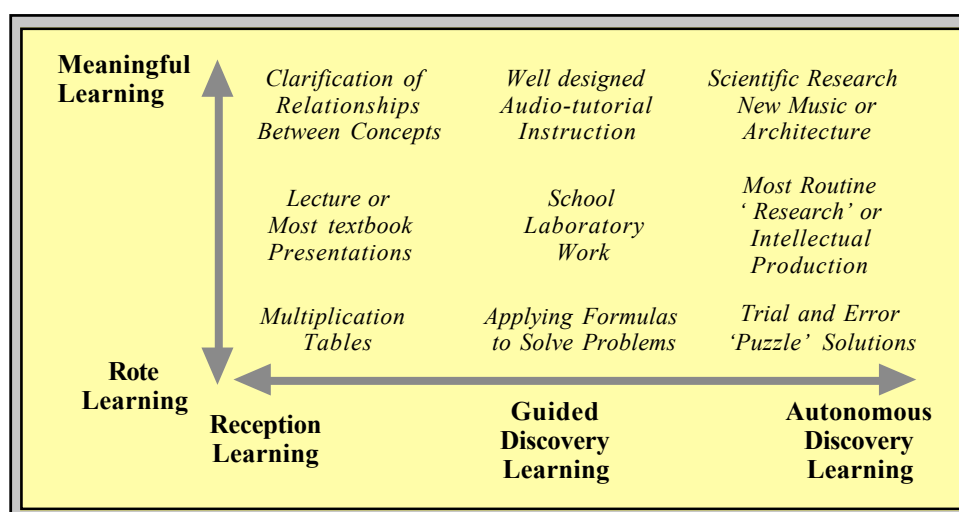 Meaningful
Learning
Clarification of
Relationships
Between Concepts
Well designed
Audio-tutorial
Instruction
Scientific Research
New Music or
Architecture
Lecture or
Most textbook
Presentations
School
Laboratory
Work
Most Routine
‘ Research’ or
Intellectual
Production
Multiplication
Tables
Applying Formulas
to Solve Problems
Trial and Error
‘Puzzle’ Solutions
Rote
Learning
Reception
Learning
Guided
Discovery
Learning
Autonomous
Discovery
Learning